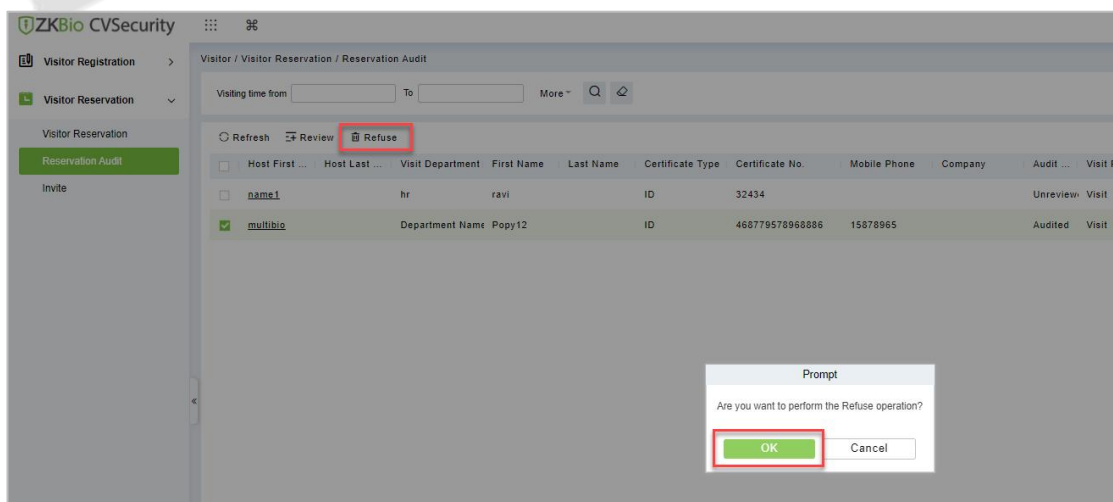 ZKBio CVSecurity
Visitor Registration
Visitor Reservation
Visitor Reservation
Reservation Audit
Invite
Visitor / Visitor Reservation / Reservation Audit
Visiting time from To More
Refresh Review Refuse
Host First ... Host Last ... Visit Department First Name Last Name Certificate Type Certificate No. Mobile Phone Company Audit ... Visit
name1 hr ravi ID 32434 Unreview Visit
multibio Department Name Popy12 ID 468779578968886 15878965 Audited Visit
Prompt
Are you want to perform the Refuse operation?
OK Cancel